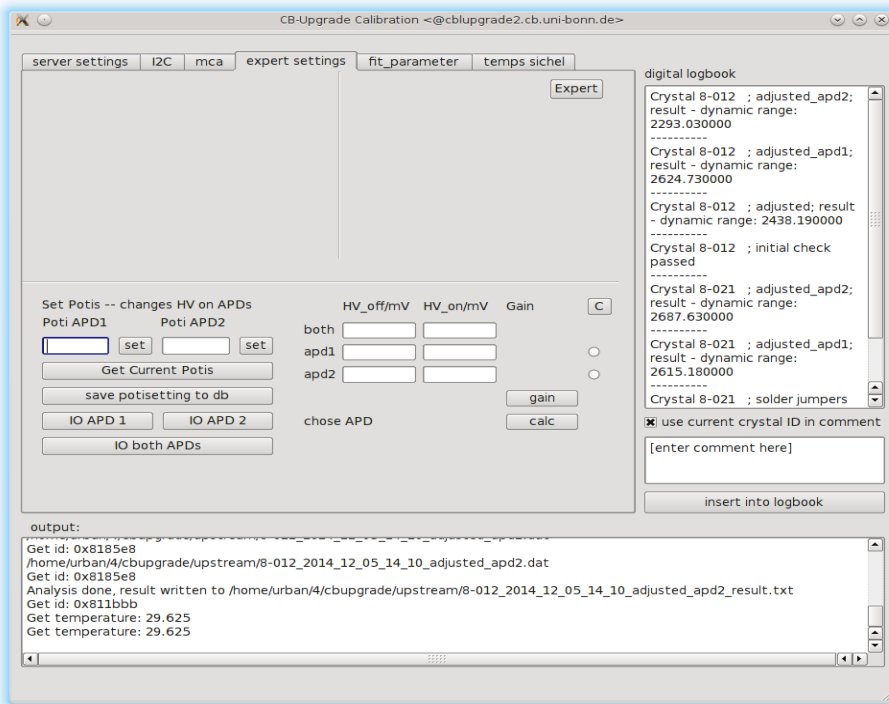 CB-Upgrade Calibration <@cblupgrade2.cb.uni-bonn.de>
server settings I2C mca expert settings fit_parameter temps sichel
Expert
Set Potis -- changes HV on APDs
Poti APD1 Poti APD2
set set
Get Current Potis
save potisetting to db
IO APD 1 IO APD 2
IO both APDs
HV_off/mV HV_on/mV Gain C
both
apd1
apd2
gain
chose APD calc
digital logbook
Crystal 8-012 ; adjusted_apd2;
result - dynamic range:
2293.030000
----------
Crystal 8-012 ; adjusted_apd1;
result - dynamic range:
2624.730000
----------
Crystal 8-012 ; adjusted; result
- dynamic range: 2438.190000
----------
Crystal 8-012 ; initial check
passed
----------
Crystal 8-021 ; adjusted_apd2;
result - dynamic range:
2687.630000
----------
Crystal 8-021 ; adjusted_apd1;
result - dynamic range:
2615.180000
----------
Crystal 8-021 ; solder jumpers
use current crystal ID in comment
[enter comment here]
insert into logbook
output:
Get id: 0x8185e8
/home/urban/4/cbupgrade/upstream/8-012_2014_12_05_14_10_adjusted_apd2.dat
Get id: 0x8185e8
Analysis done, result written to /home/urban/4/cbupgrade/upstream/8-012_2014_12_05_14_10_adjusted_apd2_result.txt
Get id: 0x811bbb
Get temperature: 29.625
Get temperature: 29.625